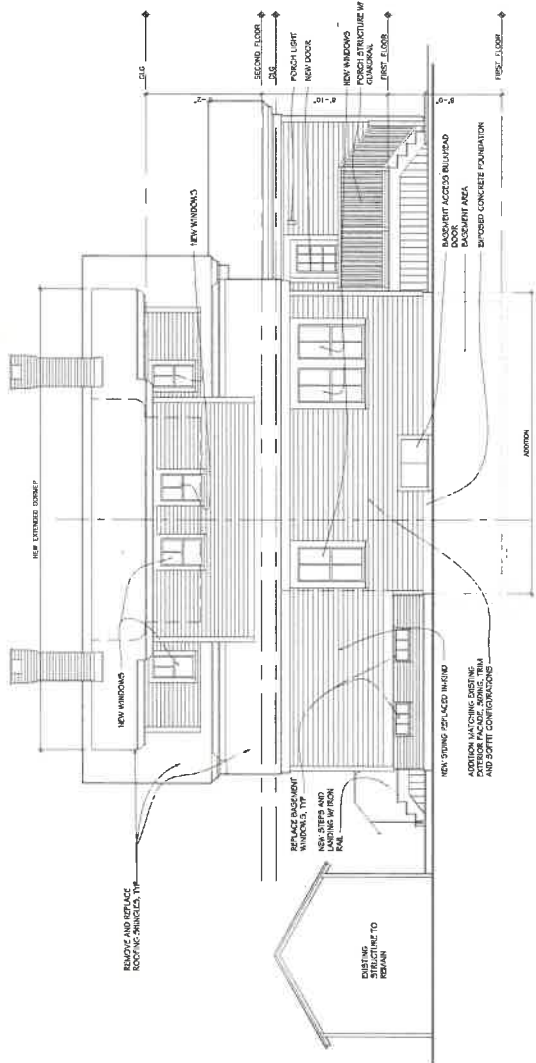 NEW EXTENDED DORMER
CLG
SECOND FLOOR
CLG
PORCH LIGHT
NEW DOOR
NEW WINDOWS
PORCH STRUCTURE W/
GUARDRAIL
FIRST FLOOR
FIRST FLOOR
8'-10"
NEW WINDOWS
NEW WINDOWS
REMOVE AND REPLACE
ROOFING SHINGLES, TYP
REPLACE BASEMENT
WINDOWS, TYP
NEW STEPS AND
LANDING W/ IRON
RAIL
EXISTING
STRUCTURE TO
REMAIN
NEW SIDING REPLACED IN-KIND
ADDITION MATCHING EXISTING
EXTERIOR FACADE, SIDING, TRIM
AND SOFFIT CONFIGURATIONS
ADDITION
BASEMENT ACCESS BULKHEAD
DOOR
BASEMENT AREA
EXPOSED CONCRETE FOUNDATION